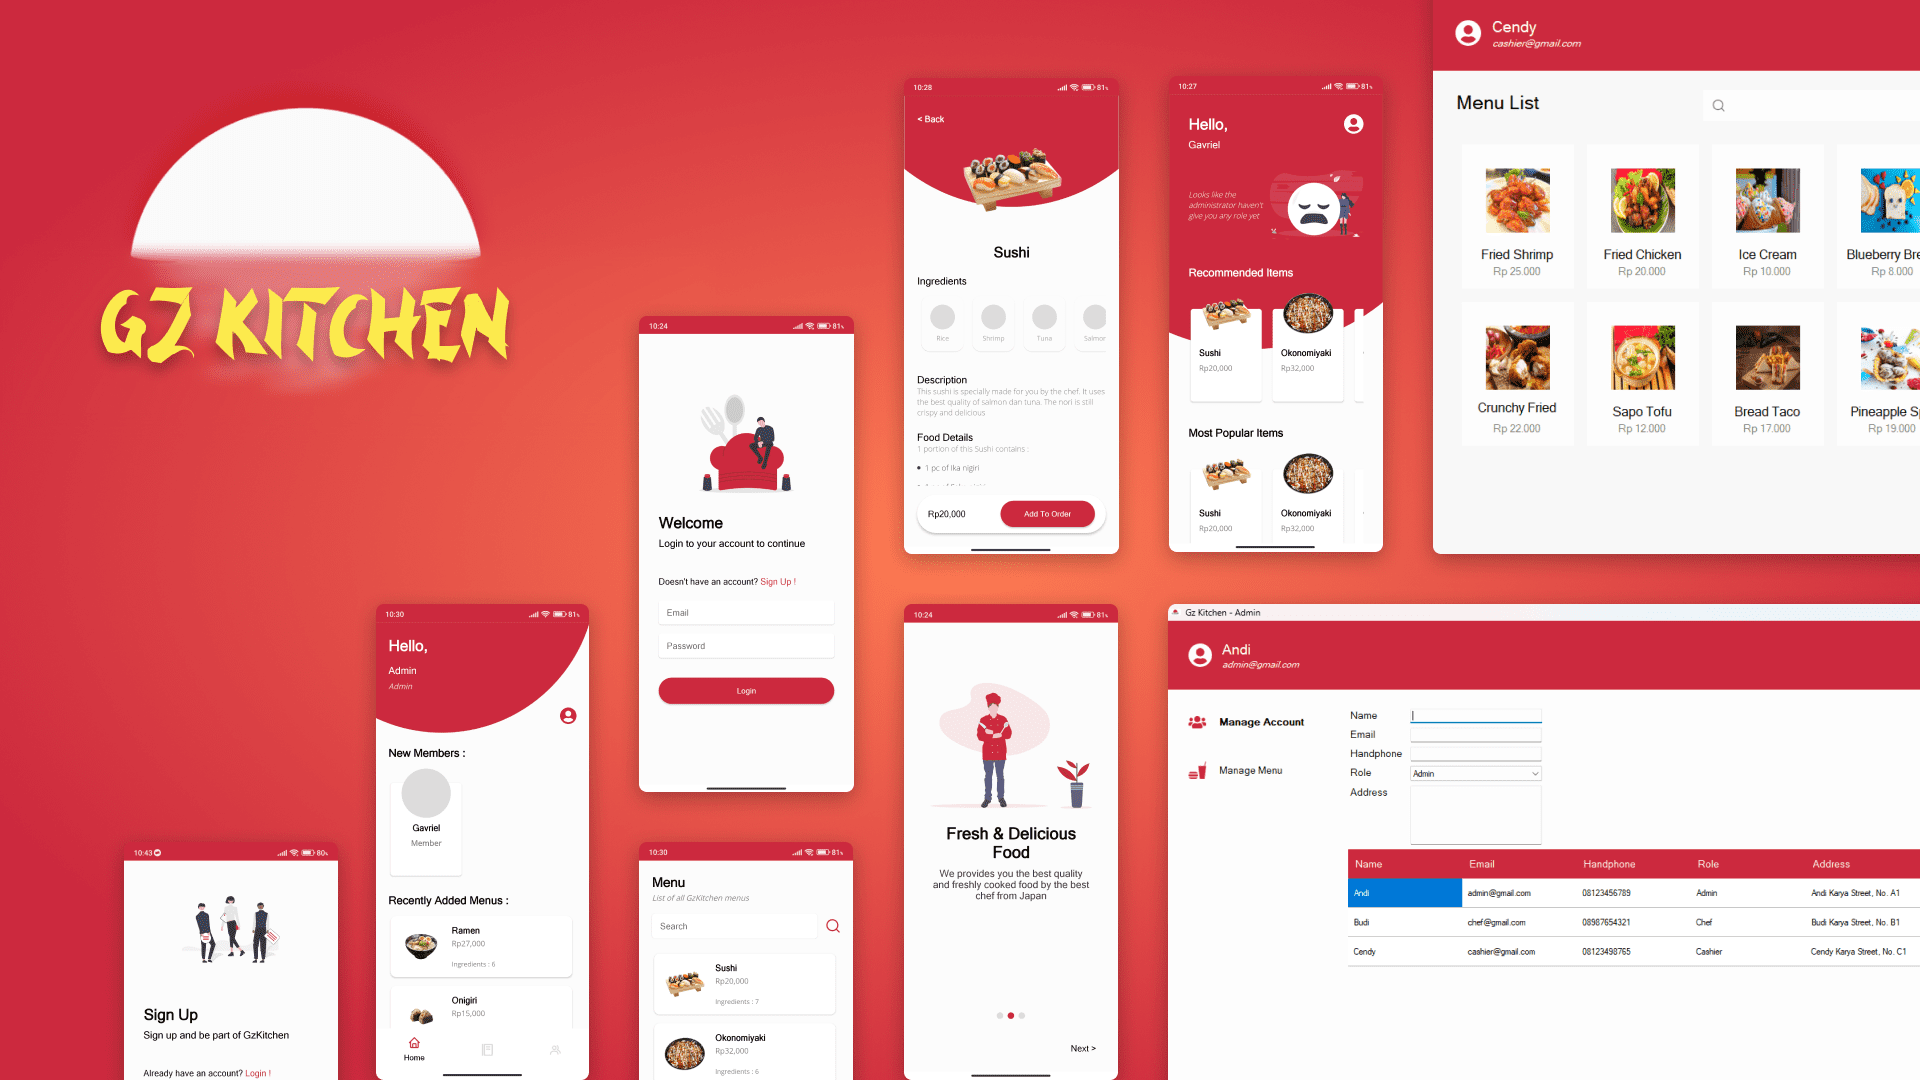 GZ KITCHEN
10:43
80%
Sign Up
Sign up and be part of GzKitchen
Already have an account? Login !
10:30
81%
Hello,
Admin
Admin
New Members :
Gavriel
Member
Recently Added Menus :
Ramen
Rp27,000
Ingredients : 6
Onigiri
Rp15,000
Home
10:24
81%
Welcome
Login to your account to continue
Doesn't have an account? Sign Up !
Email
Password
Login
10:30
81%
Menu
List of all GzKitchen menus
Search
Sushi
Rp20,000
Ingredients : 7
Okonomiyaki
Rp32,000
Ingredients : 6
10:28
81%
< Back
Sushi
Ingredients
Rice
Shrimp
Tuna
Salmon
Description
This sushi is specially made for you by the chef. It uses
the best quality of salmon dan tuna. The nori is still
crispy and delicious
Food Details
1 portion of this Sushi contains :
1 pc of Ika nigiri
Rp20,000
Add To Order
10:24
81%
Fresh & Delicious
Food
We provides you the best quality
and freshly cooked food by the best
chef from Japan
Next >
10:27
81%
Hello,
Gavriel
Looks like the
administrator haven't
give you any role yet
Recommended Items
Sushi
Rp20,000
Okonomiyaki
Rp32,000
Most Popular Items
Sushi
Rp20,000
Okonomiyaki
Rp32,000
Cendy
cashier@gmail.com
Menu List
Fried Shrimp
Rp 25.000
Fried Chicken
Rp 20.000
Ice Cream
Rp 10.000
Blueberry Bre
Rp 8.000
Crunchy Fried
Rp 22.000
Sapo Tofu
Rp 12.000
Bread Taco
Rp 17.000
Pineapple Sp
Rp 19.000
Gz Kitchen - Admin
Andi
admin@gmail.com
Manage Account
Manage Menu
Name
Email
Handphone
Role
Admin
Address
Name Email Handphone Role Address
Andi admin@gmail.com 08123456789 Admin Andi Karya Street, No. A1
Budi chef@gmail.com 08987654321 Chef Budi Karya Street, No. B1
Cendy cashier@gmail.com 08123498765 Cashier Cendy Karya Street, No. C1